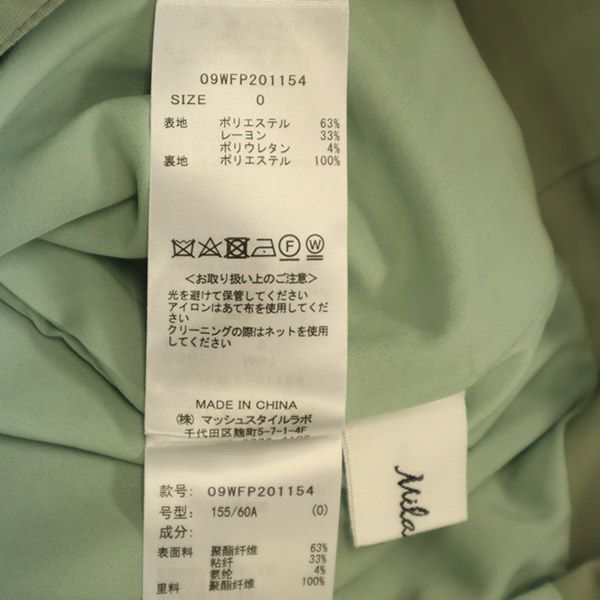 09WFP201154
SIZE 0
表地 ポリエステル 63%
レーヨン 33%
ポリウレタン 4%
裏地 ポリエステル 100%
F W
<お取り扱い上のご注意>
光を避けて保管してください
アイロンはあて布を使用してください
クリーニングの際はネットを使用してください
MADE IN CHINA
(株) マッシュスタイルラボ
千代田区麹町5-7-1-4F
款号: 09WFP201154
号型: 155/60A (0)
成分:
表面料 聚酯纤维 63%
粘纤 33%
氨纶 4%
里料 聚酯纤维 100%
Mila